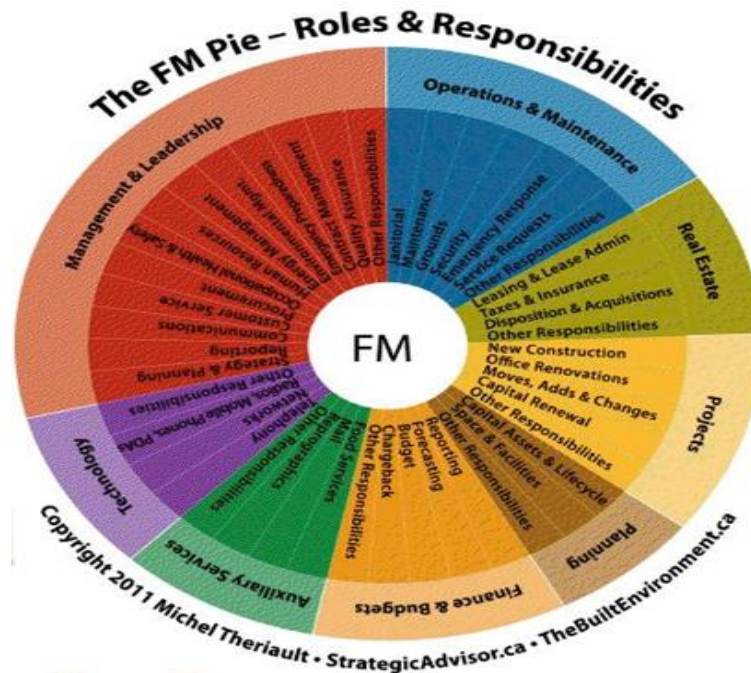 The FM Pie – Roles & Responsibilities
Operations & Maintenance
Janitorial
Maintenance
Grounds
Security
Emergency Response
Service Requests
Other Responsibilities
Real Estate
Leasing & Lease Admin
Taxes & Insurance
Disposition & Acquisitions
Other Responsibilities
Projects
New Construction
Office Renovations
Moves, Adds & Changes
Capital Renewal
Other Responsibilities
Planning
Capital Assets & Lifecycle
Space & Facilities
Other Responsibilities
Finance & Budgets
Reporting
Forecasting
Budget
Chargeback
Other Responsibilities
Auxiliary Services
Food Services
Mail
Reprographics
Other Responsibilities
Technology
Telephony
Networks
Radios, Mobile Phones, PDAs
Other Responsibilities
Management & Leadership
Strategy & Planning
Reporting
Communications
Customer Service
Procurement
Occupational Health & Safety
Human Resources
Energy Management
Environmental Mgmt.
Emergency Preparedness
Contract Management
Quality Assurance
Other Responsibilities
FM
Copyright 2011 Michel Theriault • StrategicAdvisor.ca • TheBuiltEnvironment.ca